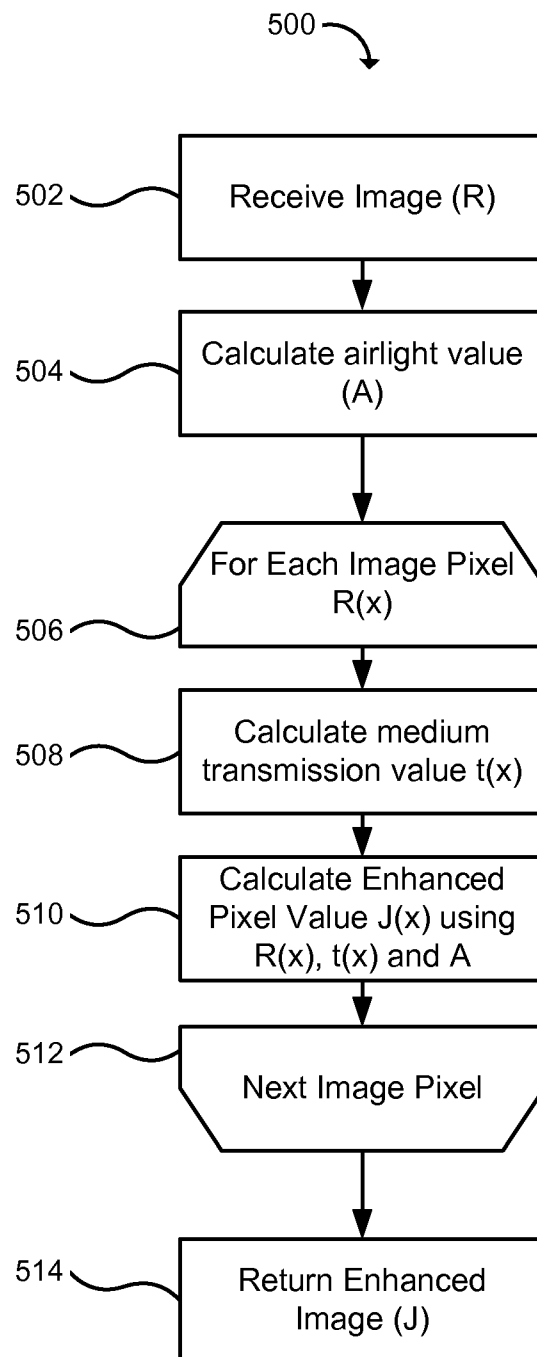 500
502
Receive Image (R)
504
Calculate airlight value
(A)
For Each Image Pixel
R(x)
506
508
Calculate medium
transmission value t(x)
510
Calculate Enhanced
Pixel Value J(x) using
R(x), t(x) and A
512
Next Image Pixel
514
Return Enhanced
Image (J)